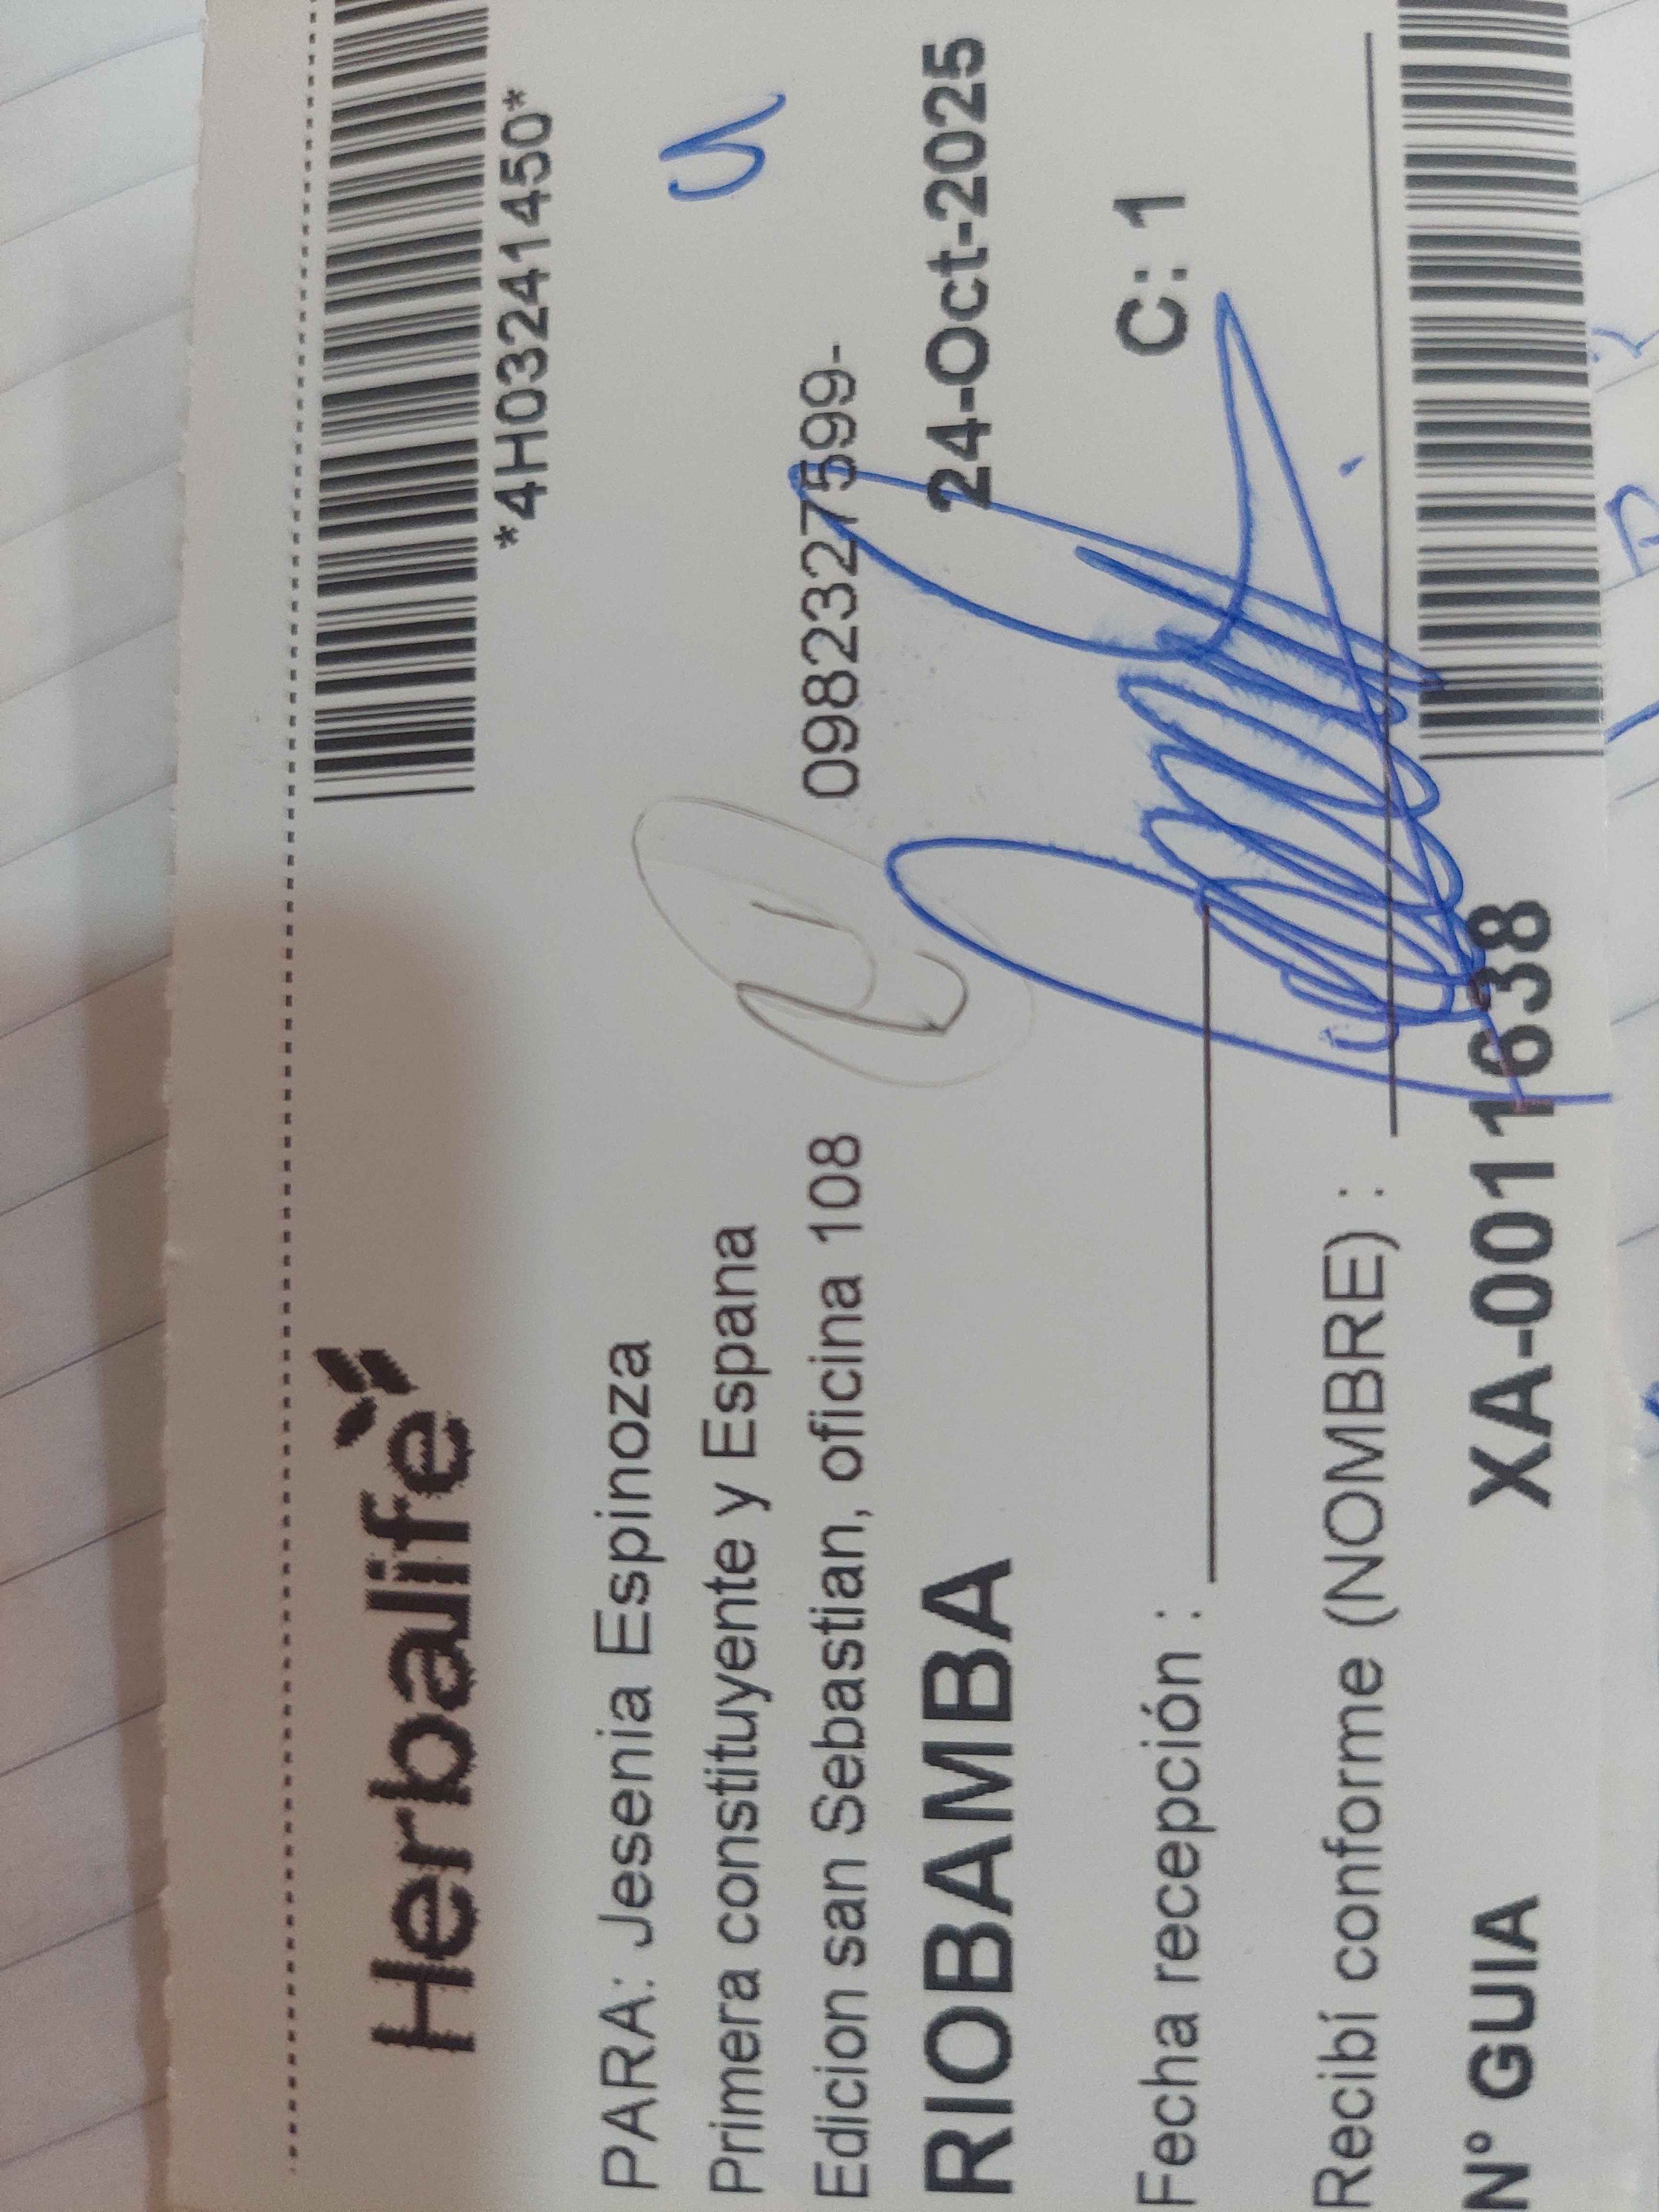 Herbalife
*4H03241450*
PARA: Jesenia Espinoza
Primera constituyente y Espana
Edicion san Sebastian, oficina 108 0982327599-
RIOBAMBA 24-Oct-2025
Fecha recepción : C: 1
Recibí conforme (NOMBRE) :
N° GUIA XA-0011638